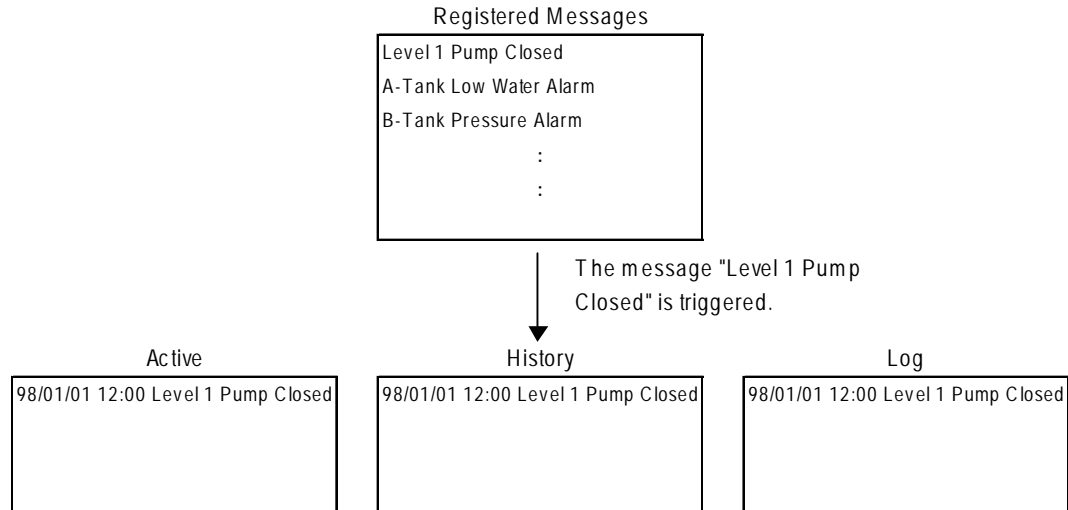 Registered Messages
Level 1 Pump Closed
A-Tank Low Water Alarm
B-Tank Pressure Alarm
:
:
The message "Level 1 Pump
Closed" is triggered.
Active
98/01/01 12:00 Level 1 Pump Closed
History
98/01/01 12:00 Level 1 Pump Closed
Log
98/01/01 12:00 Level 1 Pump Closed